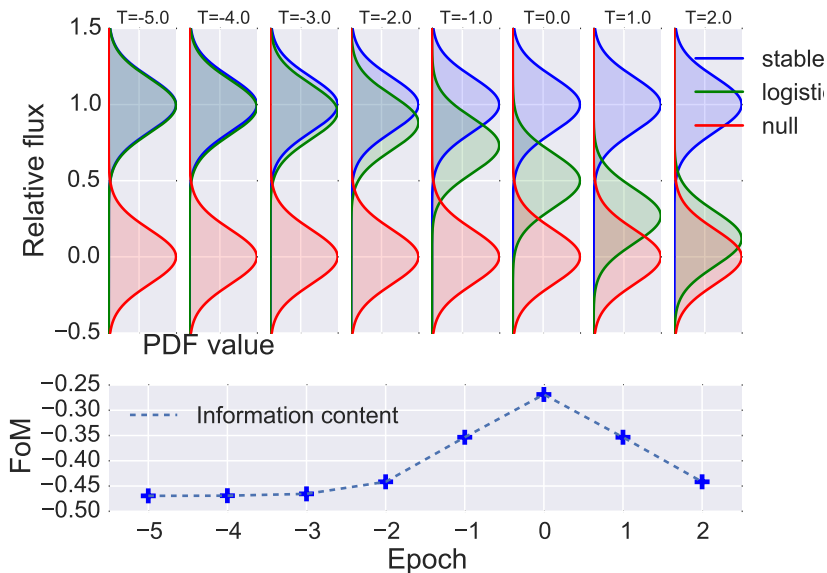 T=-5.0 T=-4.0 T=-3.0 T=-2.0 T=-1.0 T=0.0 T=1.0 T=2.0
1.5
1.0
0.5
0.0
−0.5
Relative flux
stable
logistic
null
PDF value
−0.25
−0.30
−0.35
−0.40
−0.45
−0.50
FoM
Information content
−5 −4 −3 −2 −1 0 1 2
Epoch